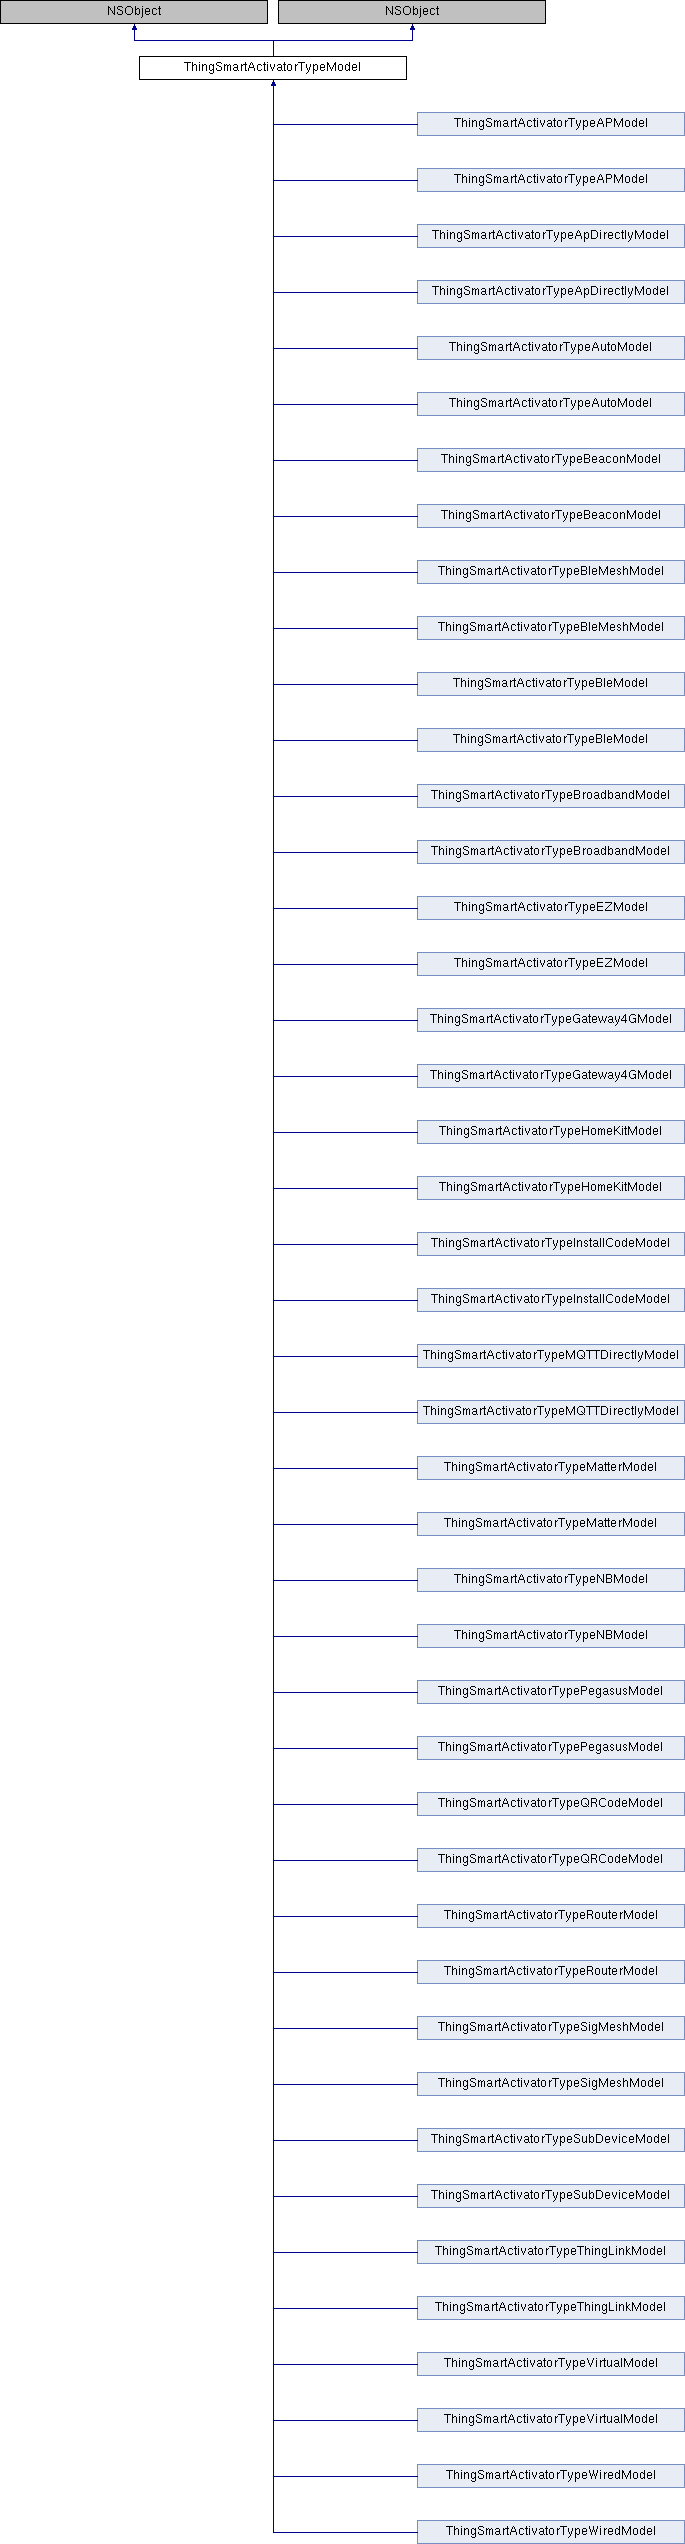 NSObject NSObject
ThingSmartActivatorTypeModel
ThingSmartActivatorTypeAPModel
ThingSmartActivatorTypeAPModel
ThingSmartActivatorTypeApDirectlyModel
ThingSmartActivatorTypeApDirectlyModel
ThingSmartActivatorTypeAutoModel
ThingSmartActivatorTypeAutoModel
ThingSmartActivatorTypeBeaconModel
ThingSmartActivatorTypeBeaconModel
ThingSmartActivatorTypeBleMeshModel
ThingSmartActivatorTypeBleMeshModel
ThingSmartActivatorTypeBleModel
ThingSmartActivatorTypeBleModel
ThingSmartActivatorTypeBroadbandModel
ThingSmartActivatorTypeBroadbandModel
ThingSmartActivatorTypeEZModel
ThingSmartActivatorTypeEZModel
ThingSmartActivatorTypeGateway4GModel
ThingSmartActivatorTypeGateway4GModel
ThingSmartActivatorTypeHomeKitModel
ThingSmartActivatorTypeHomeKitModel
ThingSmartActivatorTypeInstallCodeModel
ThingSmartActivatorTypeInstallCodeModel
ThingSmartActivatorTypeMQTTDirectlyModel
ThingSmartActivatorTypeMQTTDirectlyModel
ThingSmartActivatorTypeMatterModel
ThingSmartActivatorTypeMatterModel
ThingSmartActivatorTypeNBModel
ThingSmartActivatorTypeNBModel
ThingSmartActivatorTypePegasusModel
ThingSmartActivatorTypePegasusModel
ThingSmartActivatorTypeQRCodeModel
ThingSmartActivatorTypeQRCodeModel
ThingSmartActivatorTypeRouterModel
ThingSmartActivatorTypeRouterModel
ThingSmartActivatorTypeSigMeshModel
ThingSmartActivatorTypeSigMeshModel
ThingSmartActivatorTypeSubDeviceModel
ThingSmartActivatorTypeSubDeviceModel
ThingSmartActivatorTypeThingLinkModel
ThingSmartActivatorTypeThingLinkModel
ThingSmartActivatorTypeVirtualModel
ThingSmartActivatorTypeVirtualModel
ThingSmartActivatorTypeWiredModel
ThingSmartActivatorTypeWiredModel